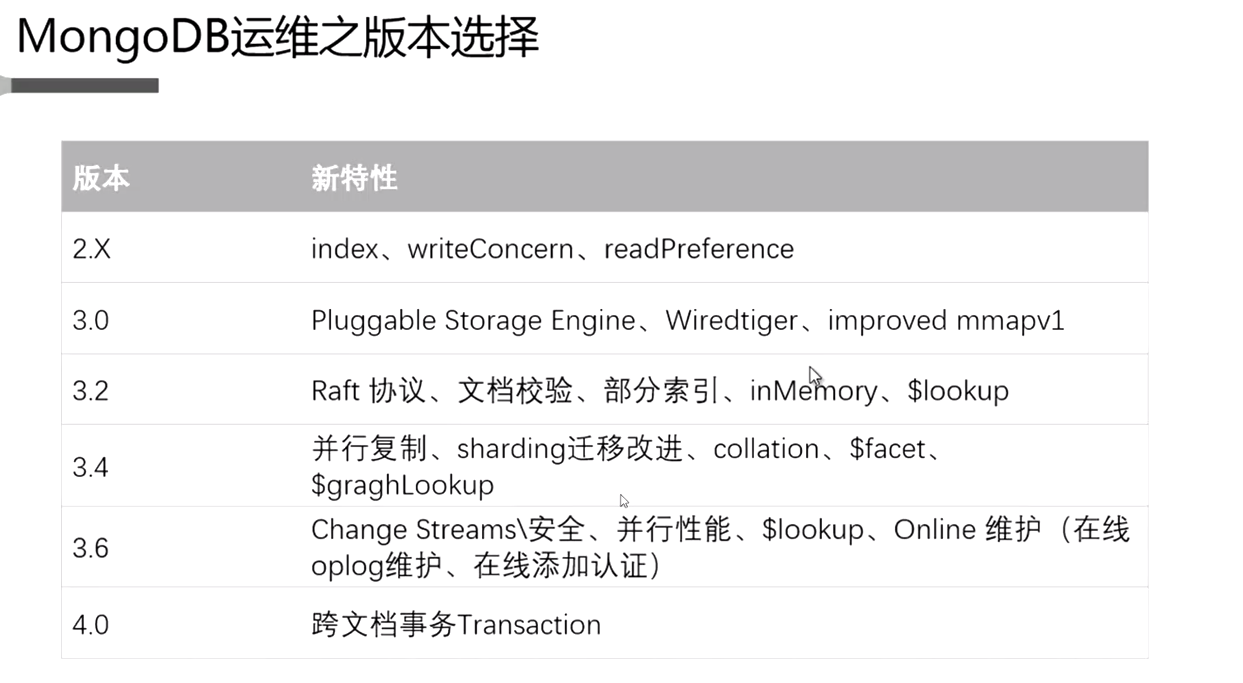 MongoDB运维之版本选择
版本 新特性
2.X index、writeConcern、readPreference
3.0 Pluggable Storage Engine、Wiredtiger、improved mmapv1
3.2 Raft 协议、文档校验、部分索引、inMemory、$lookup
3.4 并行复制、sharding迁移改进、collation、$facet、
$graghLookup
3.6 Change Streams\安全、并行性能、$lookup、Online 维护（在线
oplog维护、在线添加认证）
4.0 跨文档事务Transaction